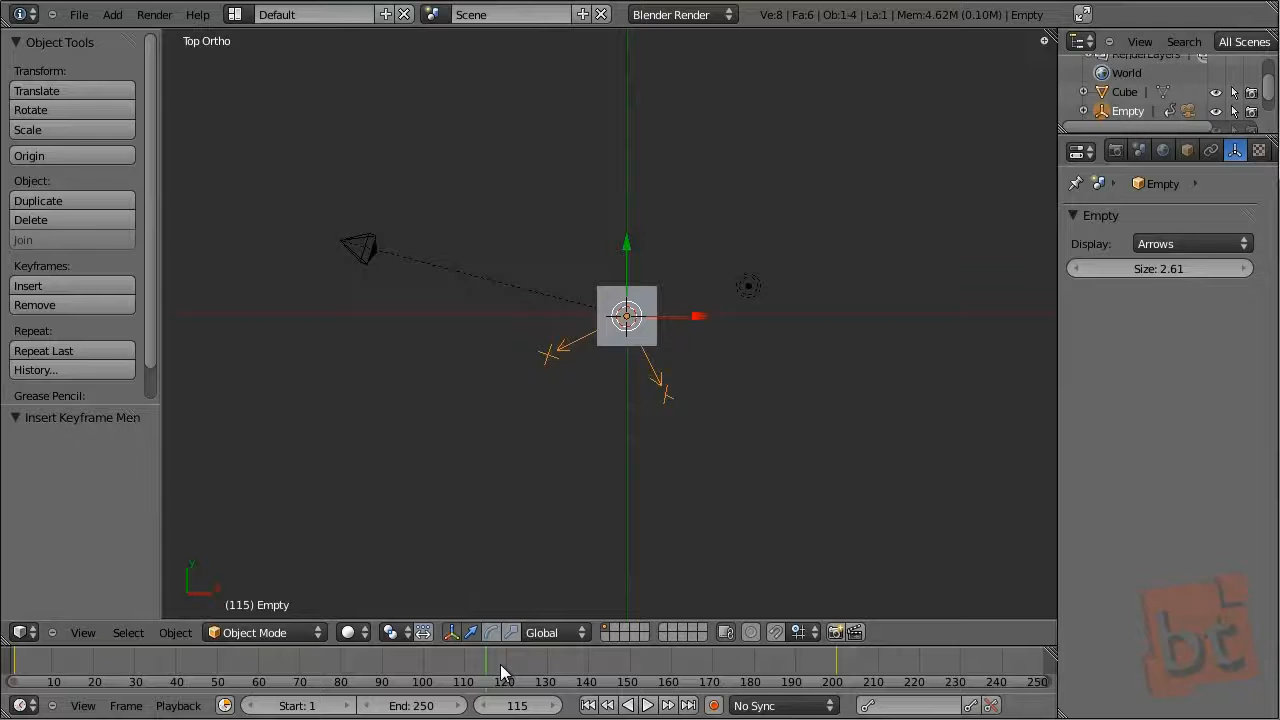 File Add Render Help Default Scene Blender Render Ve:8 | Fa:6 | Ob:1-4 | La:1 | Mem:4.62M (0.10M) | Empty
Object Tools
Transform:
Translate
Rotate
Scale
Origin
Object:
Duplicate
Delete
Join
Keyframes:
Insert
Remove
Repeat:
Repeat Last
History...
Grease Pencil:
Insert Keyframe Men
Top Ortho
y
x
(115) Empty
View Search All Scenes
RenderLayers
World
Cube
Empty
Empty
Empty
Display: Arrows
Size: 2.61
View Select Object Object Mode Global
0 10 20 30 40 50 60 70 80 90 100 110 120 130 140 150 160 170 180 190 200 210 220 230 240 250
View Frame Playback Start: 1 End: 250 115 No Sync
bt